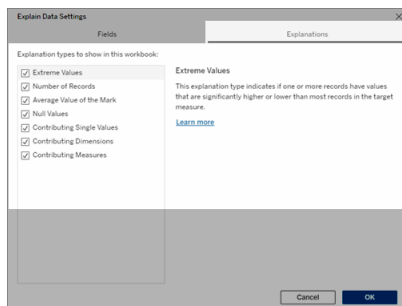 Explain Data Settings
Fields
Explanations
Explanation types to show in this workbook:
Extreme Values
Number of Records
Average Value of the Mark
Null Values
Contributing Single Values
Contributing Dimensions
Contributing Measures
Extreme Values
This explanation type indicates if one or more records have values
that are significantly higher or lower than most records in the target
measure.
Learn more
Cancel
OK